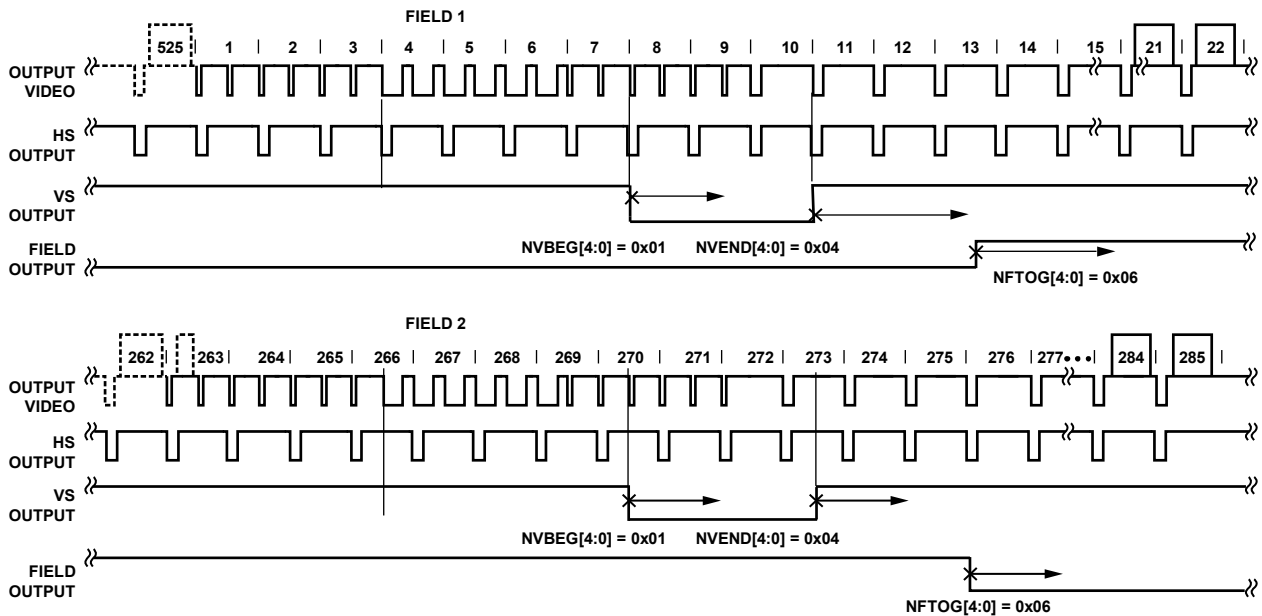 FIELD 1
525 1 2 3 4 5 6 7 8 9 10 11 12 13 14 15 21 22
OUTPUT
VIDEO
HS
OUTPUT
VS
OUTPUT
NVBEG[4:0] = 0x01 NVEND[4:0] = 0x04
FIELD
OUTPUT
NFTOG[4:0] = 0x06
FIELD 2
262 263 264 265 266 267 268 269 270 271 272 273 274 275 276 277 284 285
OUTPUT
VIDEO
HS
OUTPUT
VS
OUTPUT
NVBEG[4:0] = 0x01 NVEND[4:0] = 0x04
FIELD
OUTPUT
NFTOG[4:0] = 0x06